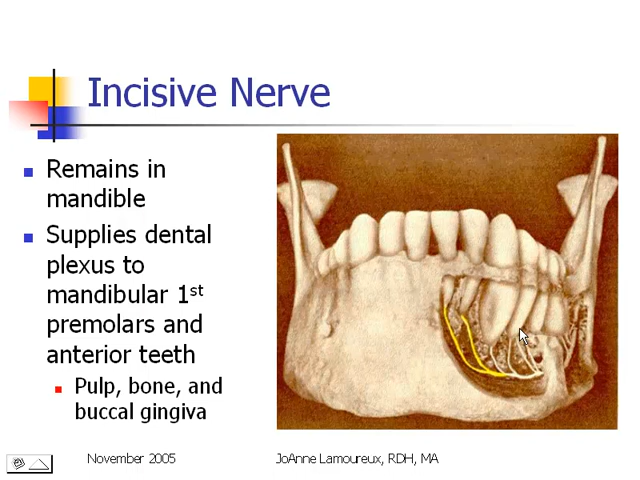 Incisive Nerve
Remains in
mandible
Supplies dental
plexus to
mandibular 1st
premolars and
anterior teeth
Pulp, bone, and
buccal gingiva
November 2005
JoAnne Lamoureux, RDH, MA